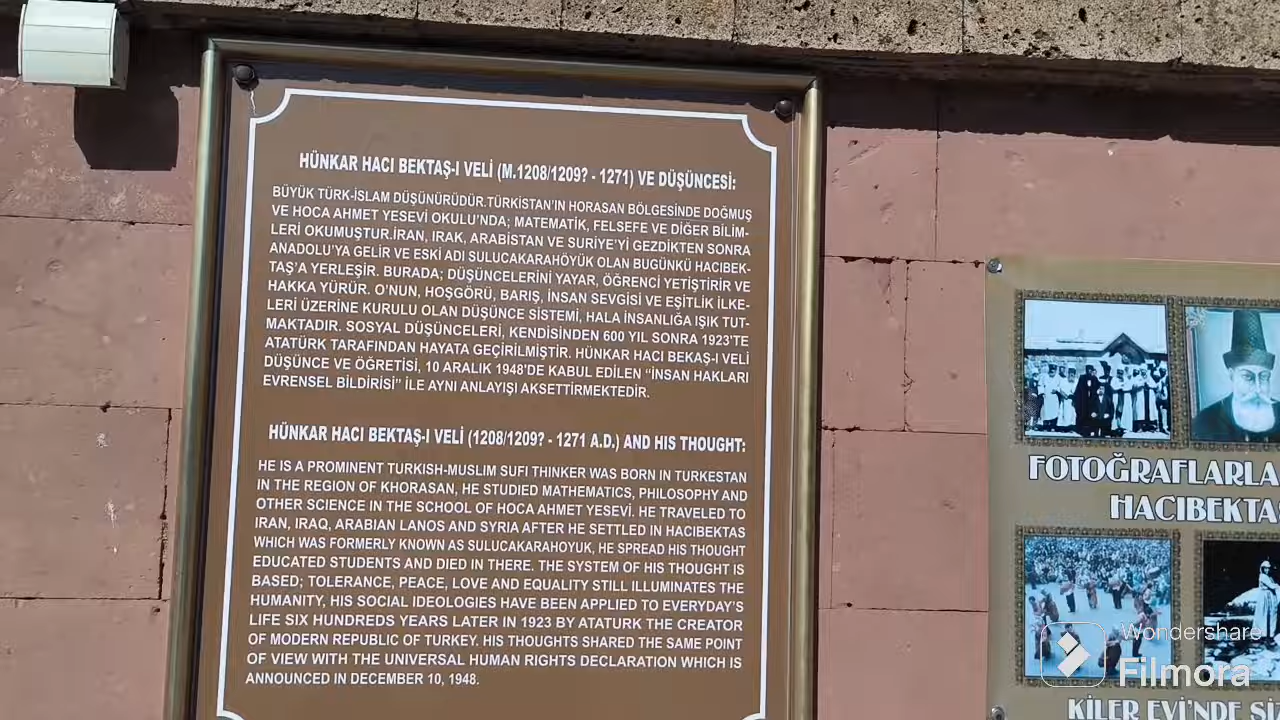 HÜNKAR HACI BEKTAŞ-I VELİ (M.1208/1209? - 1271) VE DÜŞÜNCESİ:
BÜYÜK TÜRK-İSLAM DÜŞÜNÜRÜDÜR.TÜRKİSTAN'IN HORASAN BÖLGESİNDE DOĞMUŞ
VE HOCA AHMET YESEVİ OKULU'NDA; MATEMATİK, FELSEFE VE DİĞER BİLİM-
LERİ OKUMUŞTUR.İRAN, IRAK, ARABİSTAN VE SURİYE'Yİ GEZDİKTEN SONRA
ANADOLU'YA GELİR VE ESKİ ADI SULUCAKARAHÖYÜK OLAN BUGÜNKÜ HACIBEK-
TAŞ'A YERLEŞİR. BURADA; DÜŞÜNCELERİNİ YAYAR, ÖĞRENCİ YETİŞTİRİR VE
HAKKA YÜRÜR. O'NUN, HOŞGÖRÜ, BARIŞ, İNSAN SEVGİSİ VE EŞİTLİK İLKE-
LERİ ÜZERİNE KURULU OLAN DÜŞÜNCE SİSTEMİ, HALA İNSANLIĞA IŞIK TUT-
MAKTADIR. SOSYAL DÜŞÜNCELERİ, KENDİSİNDEN 600 YIL SONRA 1923'TE
ATATÜRK TARAFINDAN HAYATA GEÇİRİLMİŞTİR. HÜNKAR HACI BEKAŞ-I VELİ
DÜŞÜNCE VE ÖĞRETİSİ, 10 ARALIK 1948'DE KABUL EDİLEN "İNSAN HAKLARI
EVRENSEL BİLDİRİSİ" İLE AYNI ANLAYIŞI AKSETTİRMEKTEDİR.
HÜNKAR HACI BEKTAŞ-I VELİ (1208/1209? - 1271 A.D.) AND HIS THOUGHT:
HE IS A PROMINENT TURKISH-MUSLIM SUFI THINKER WAS BORN IN TURKESTAN
IN THE REGION OF KHORASAN, HE STUDIED MATHEMATICS, PHILOSOPHY AND
OTHER SCIENCE IN THE SCHOOL OF HOCA AHMET YESEVİ. HE TRAVELED TO
IRAN, IRAQ, ARABIAN LANOS AND SYRIA AFTER HE SETTLED IN HACIBEKTAS
WHICH WAS FORMERLY KNOWN AS SULUCAKARAHOYUK, HE SPREAD HIS THOUGHT
EDUCATED STUDENTS AND DIED IN THERE. THE SYSTEM OF HIS THOUGHT IS
BASED; TOLERANCE, PEACE, LOVE AND EQUALITY STILL ILLUMINATES THE
HUMANITY, HIS SOCIAL IDEOLOGIES HAVE BEEN APPLIED TO EVERYDAY'S
LIFE SIX HUNDREDS YEARS LATER IN 1923 BY ATATURK THE CREATOR
OF MODERN REPUBLIC OF TURKEY. HIS THOUGHTS SHARED THE SAME POINT
OF VIEW WITH THE UNIVERSAL HUMAN RIGHTS DECLARATION WHICH IS
ANNOUNCED IN DECEMBER 10, 1948.
FOTOĞRAFLARLA
HACIBEKTA
KİLER EVİ'NDE Sİ
Wondershare
Filmora